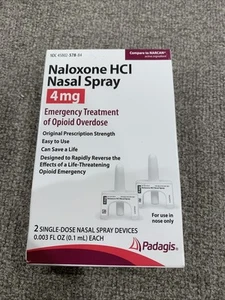 Compare to NARCAN®
Naloxone HCl
Nasal Spray
4 mg
Emergency Treatment
of Opioid Overdose
Original Prescription Strength
Easy to Use
Can Save a Life
Designed to Rapidly Reverse the
Effects of a Life-Threatening
Opioid Emergency
For use in
nose only
2 SINGLE-DOSE NASAL SPRAY DEVICES
0.003 FL OZ (0.1 mL) EACH
Padagis